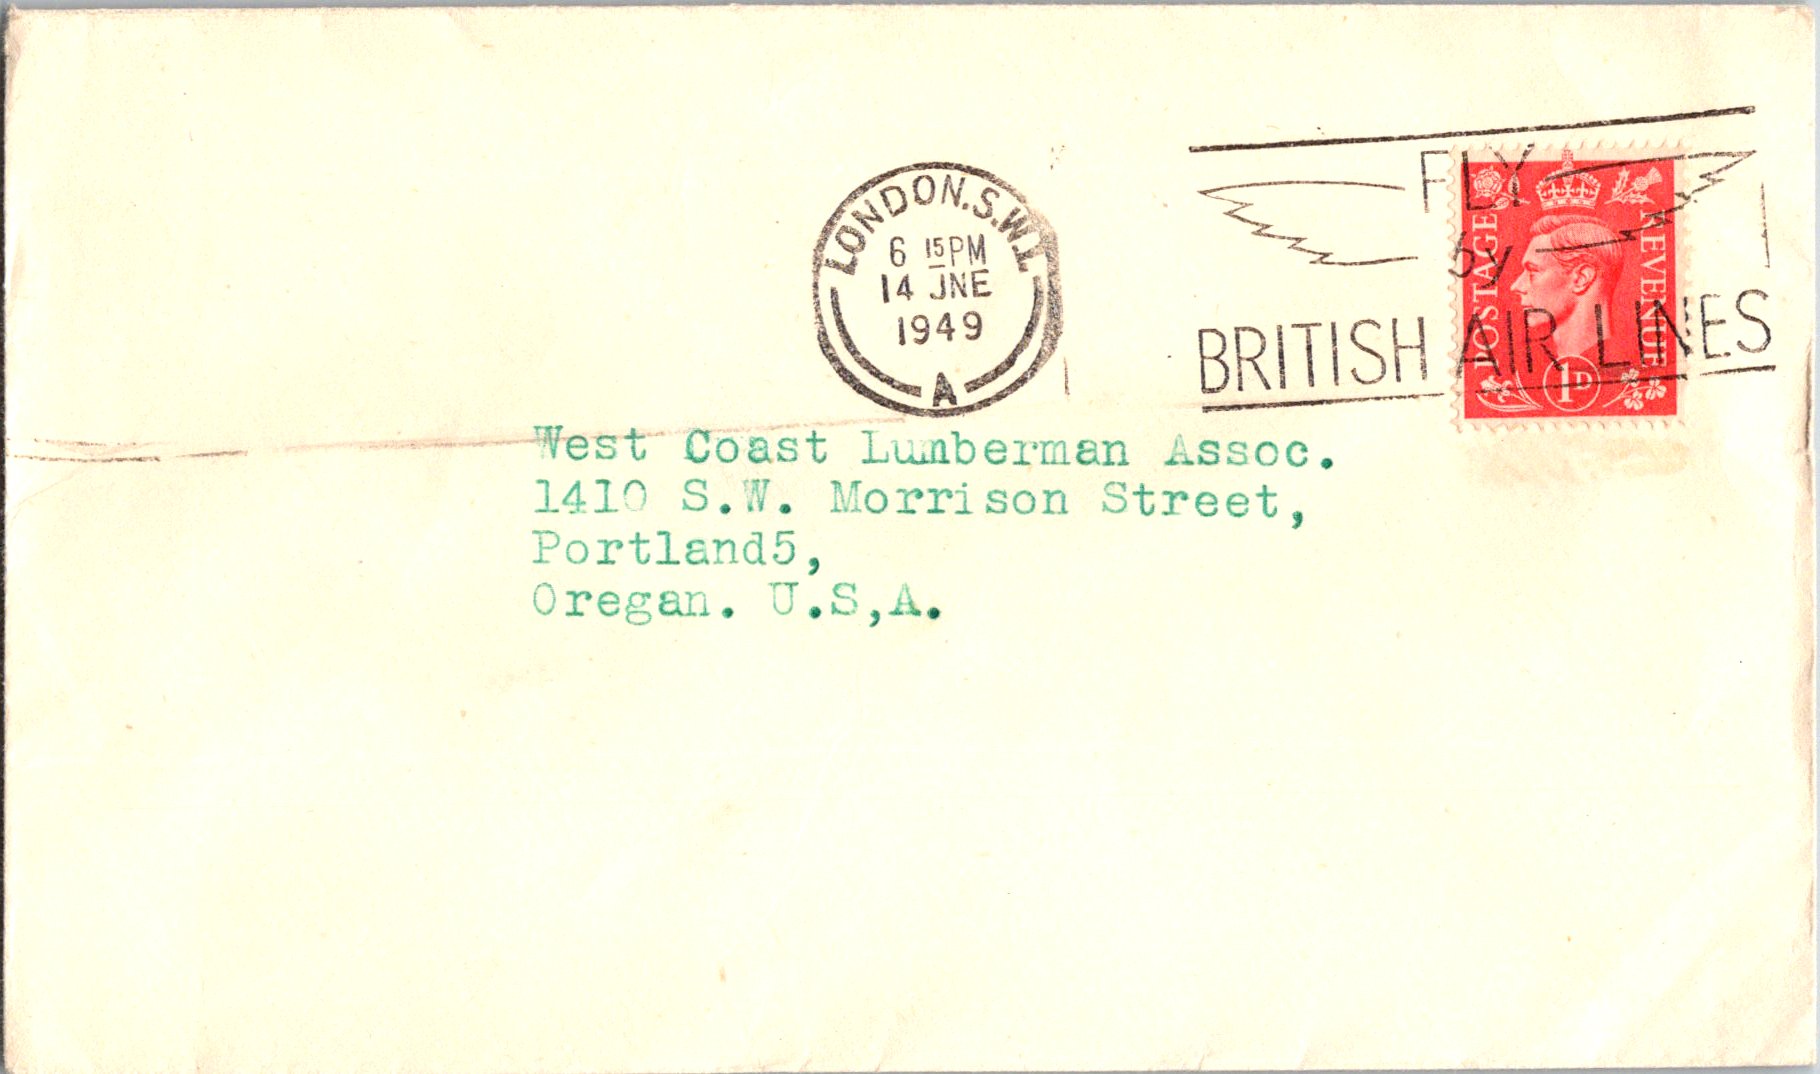 LONDON.S.W.1.
6 15 PM
14 JNE
1949
A
FLY
by
BRITISH AIR LINES
POSTAGE
REVENUE
1D
West Coast Lumberman Assoc.
1410 S.W. Morrison Street,
Portland5,
Oregan. U.S,A.